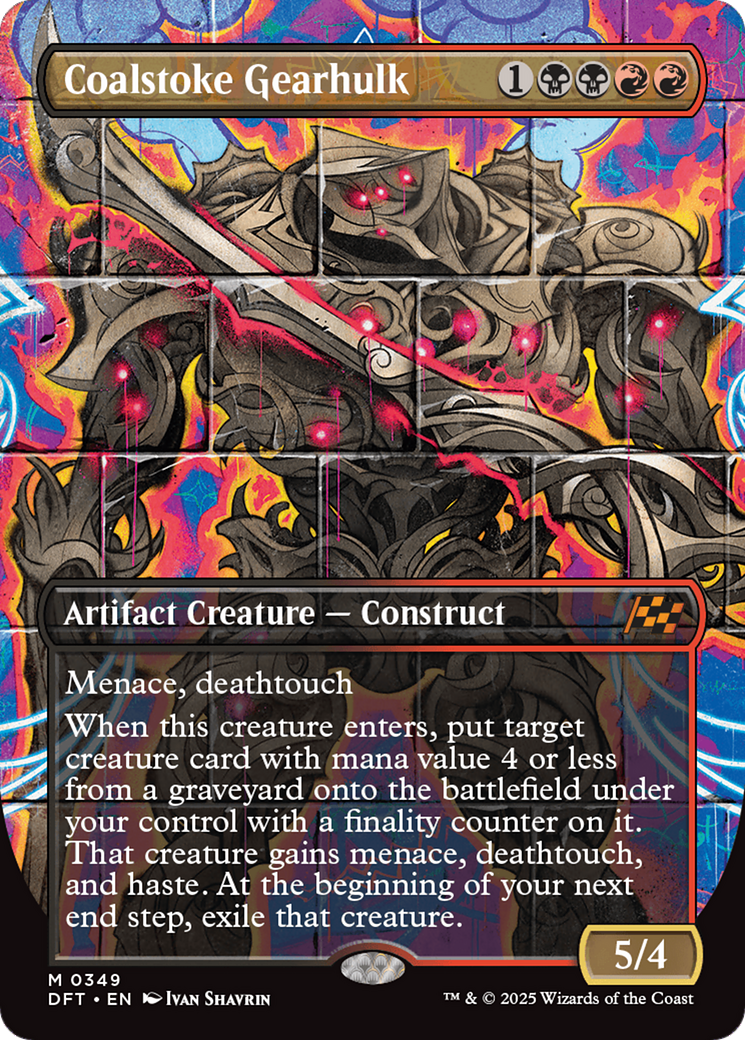 Coalstoke Gearhulk 1
Artifact Creature — Construct
Menace, deathtouch
When this creature enters, put target
creature card with mana value 4 or less
from a graveyard onto the battlefield under
your control with a finality counter on it.
That creature gains menace, deathtouch,
and haste. At the beginning of your next
end step, exile that creature.
5/4
M 0349
DFT • EN Ivan Shavrin
™ & © 2025 Wizards of the Coast